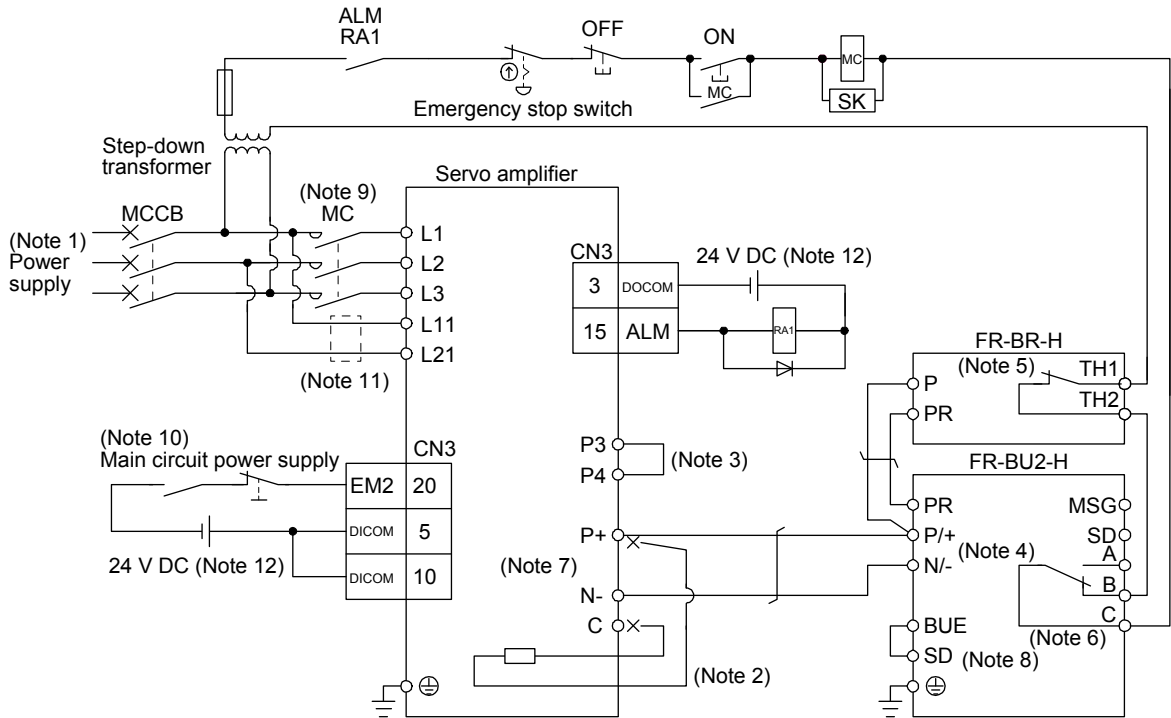 ALM
RA1
OFF
ON
MC
MC
SK
Emergency stop switch
Step-down
transformer
Servo amplifier
(Note 9)
MCCB
MC
(Note 1)
Power
supply
L1
L2
L3
L11
L21
(Note 11)
CN3
24 V DC (Note 12)
3 DOCOM
15 ALM
RA1
FR-BR-H
(Note 5)
P
TH1
TH2
PR
(Note 10)
Main circuit power supply
CN3
EM2 20
DICOM 5
DICOM 10
24 V DC (Note 12)
P3
P4
(Note 3)
FR-BU2-H
PR
MSG
P/+
SD
(Note 4)
A
N/-
B
C
P+
(Note 7)
N-
C
(Note 6)
BUE
SD
(Note 8)
(Note 2)